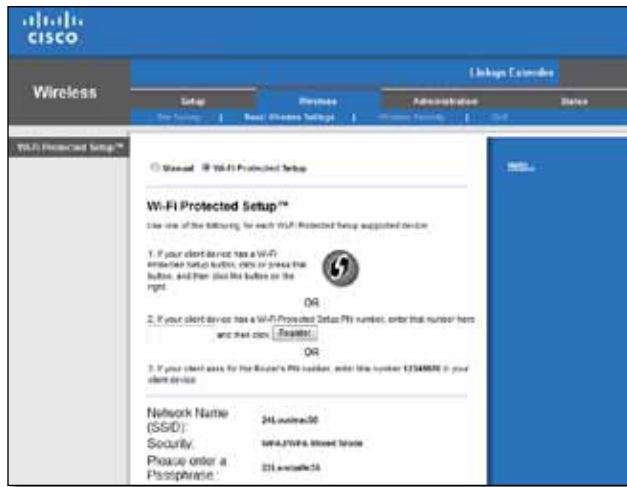 CISCO
Linksys Extender
Wireless
Setup
Wireless
Administration
Status
Site Survey | Basic Wireless Settings | Wireless Security | QoS
Wi-Fi Protected Setup™
Manual Wi-Fi Protected Setup
Help...
Wi-Fi Protected Setup™
Use one of the following for each Wi-Fi Protected Setup supported device:
1. If your client device has a Wi-Fi
Protected Setup button, click or press that
button, and then click the button on the
right.
OR
2. If your client device has a Wi-Fi Protected Setup PIN number, enter that number here
and then click Register
OR
3. If your client asks for the Router's PIN number, enter this number in your
client device.
Network Name
(SSID):
Security:
WPA2/WPA Mixed Mode
Please enter a
Passphrase: